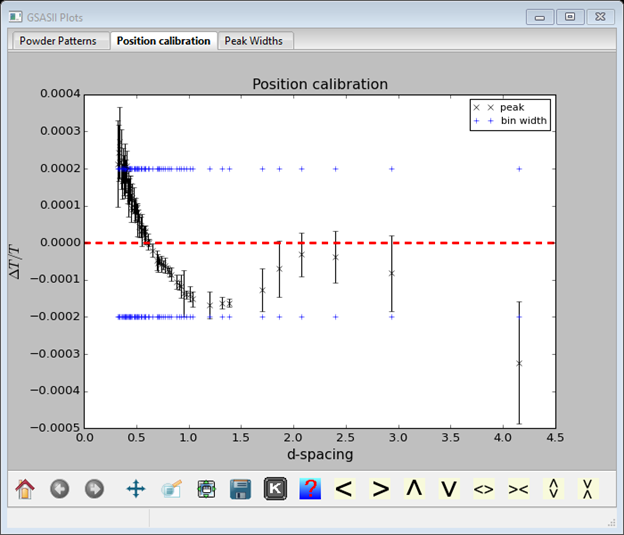 GSASII Plots
Powder Patterns
Position calibration
Peak Widths
Position calibration
0.0004
0.0003
0.0002
0.0001
0.0000
−0.0001
−0.0002
−0.0003
−0.0004
−0.0005
ΔT/T
peak
bin width
0.0 0.5 1.0 1.5 2.0 2.5 3.0 3.5 4.0 4.5
d-spacing
K ? < > Λ V <> ><